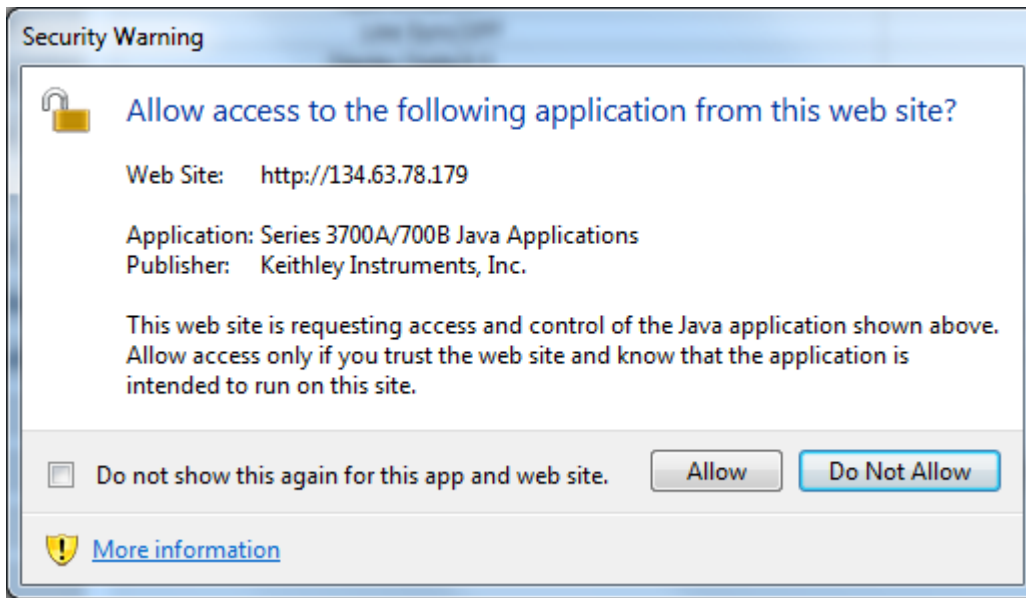 Security Warning
Allow access to the following application from this web site?
Web Site: http://134.63.78.179
Application: Series 3700A/700B Java Applications
Publisher: Keithley Instruments, Inc.
This web site is requesting access and control of the Java application shown above.
Allow access only if you trust the web site and know that the application is
intended to run on this site.
Do not show this again for this app and web site.
Allow
Do Not Allow
More information